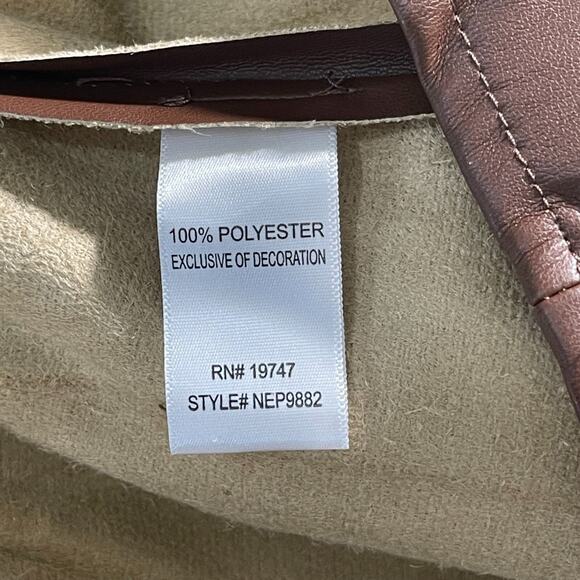 100% POLYESTER
EXCLUSIVE OF DECORATION
RN# 19747
STYLE# NEP9882